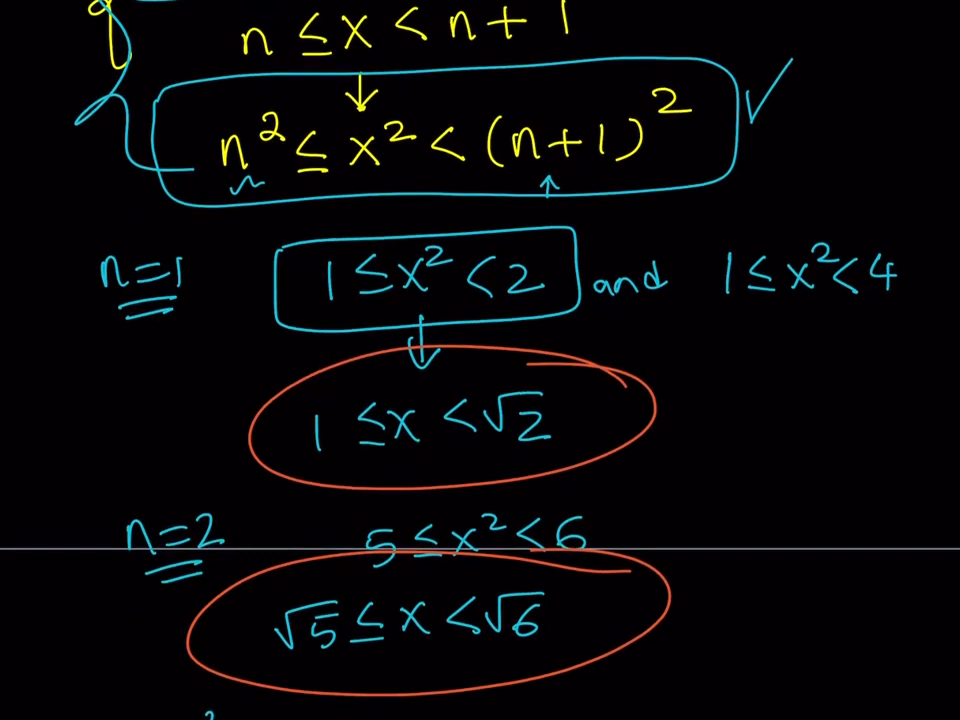 n ≤ x < n + 1
n² ≤ x² < (n+1)²
n=1 1 ≤ x² < 2 and 1 ≤ x² < 4
1 ≤ x < √2
n=2 5 ≤ x² < 6
√5 ≤ x < √6